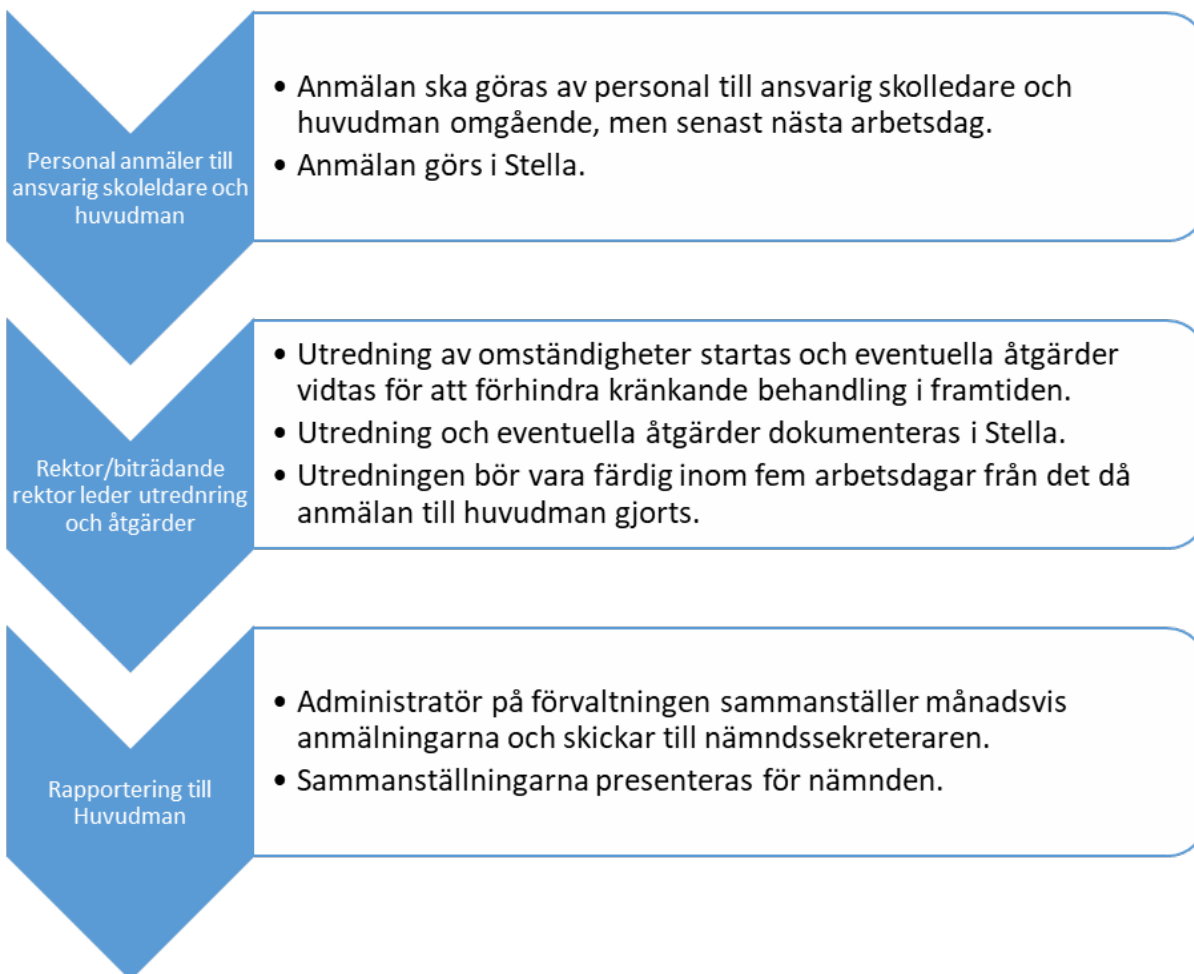 Personal anmäler till
ansvarig skoleldare och
huvudman
• Anmälan ska göras av personal till ansvarig skolledare och
huvudman omgående, men senast nästa arbetsdag.
• Anmälan görs i Stella.
Rektor/biträdande
rektor leder utrednring
och åtgärder
• Utredning av omständigheter startas och eventuella åtgärder
vidtas för att förhindra kränkande behandling i framtiden.
• Utredning och eventuella åtgärder dokumenteras i Stella.
• Utredningen bör vara färdig inom fem arbetsdagar från det då
anmälan till huvudman gjorts.
Rapportering till
Huvudman
• Administratör på förvaltningen sammanställer månadsvis
anmälningarna och skickar till nämndssekreteraren.
• Sammanställningarna presenteras för nämnden.